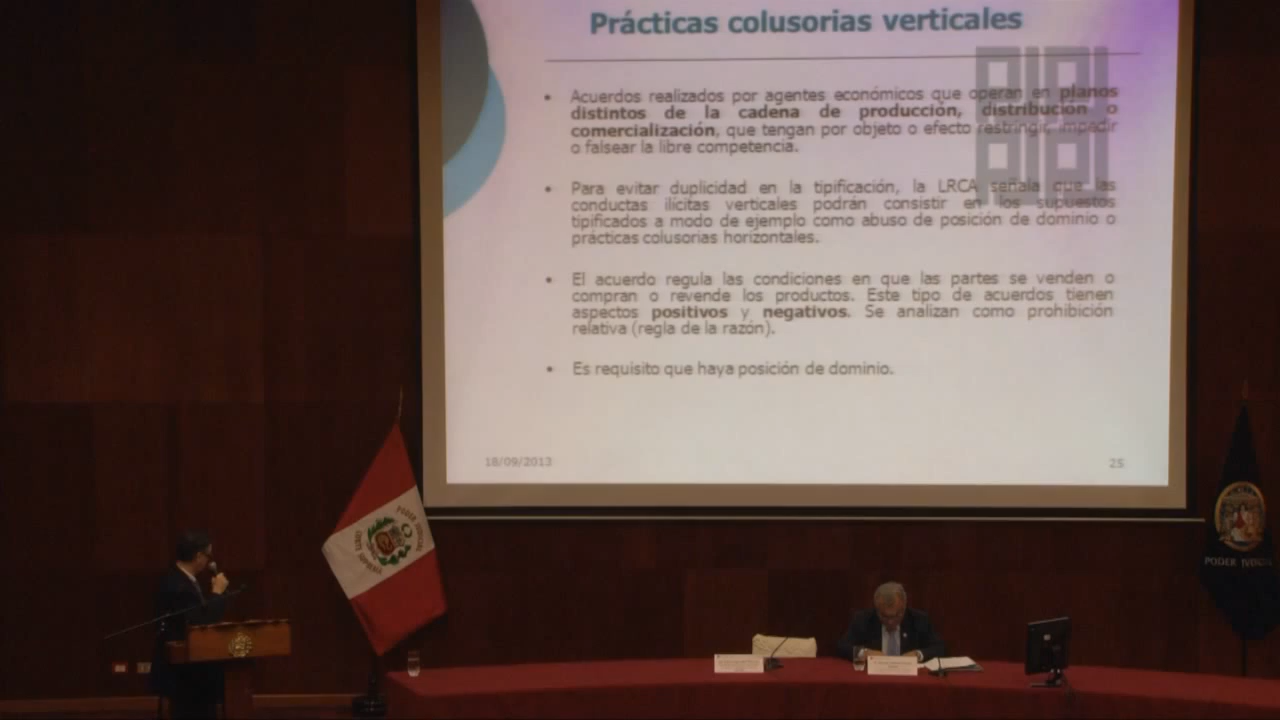 Prácticas colusorias verticales
• Acuerdos realizados por agentes económicos que operan en planos
distintos de la cadena de producción, distribución o
comercialización, que tengan por objeto o efecto restringir, impedir
o falsear la libre competencia.
• Para evitar duplicidad en la tipificación, la LRCA señala que las
conductas ilícitas verticales podrán consistir en los supuestos
tipificados a modo de ejemplo como abuso de posición de dominio o
prácticas colusorias horizontales.
• El acuerdo regula las condiciones en que las partes se venden o
compran o revende los productos. Este tipo de acuerdos tienen
aspectos positivos y negativos. Se analizan como prohibición
relativa (regla de la razón).
• Es requisito que haya posición de dominio.
18/09/2013
25
PODER JUDICIAL
CORTE SUPREMA
PODER